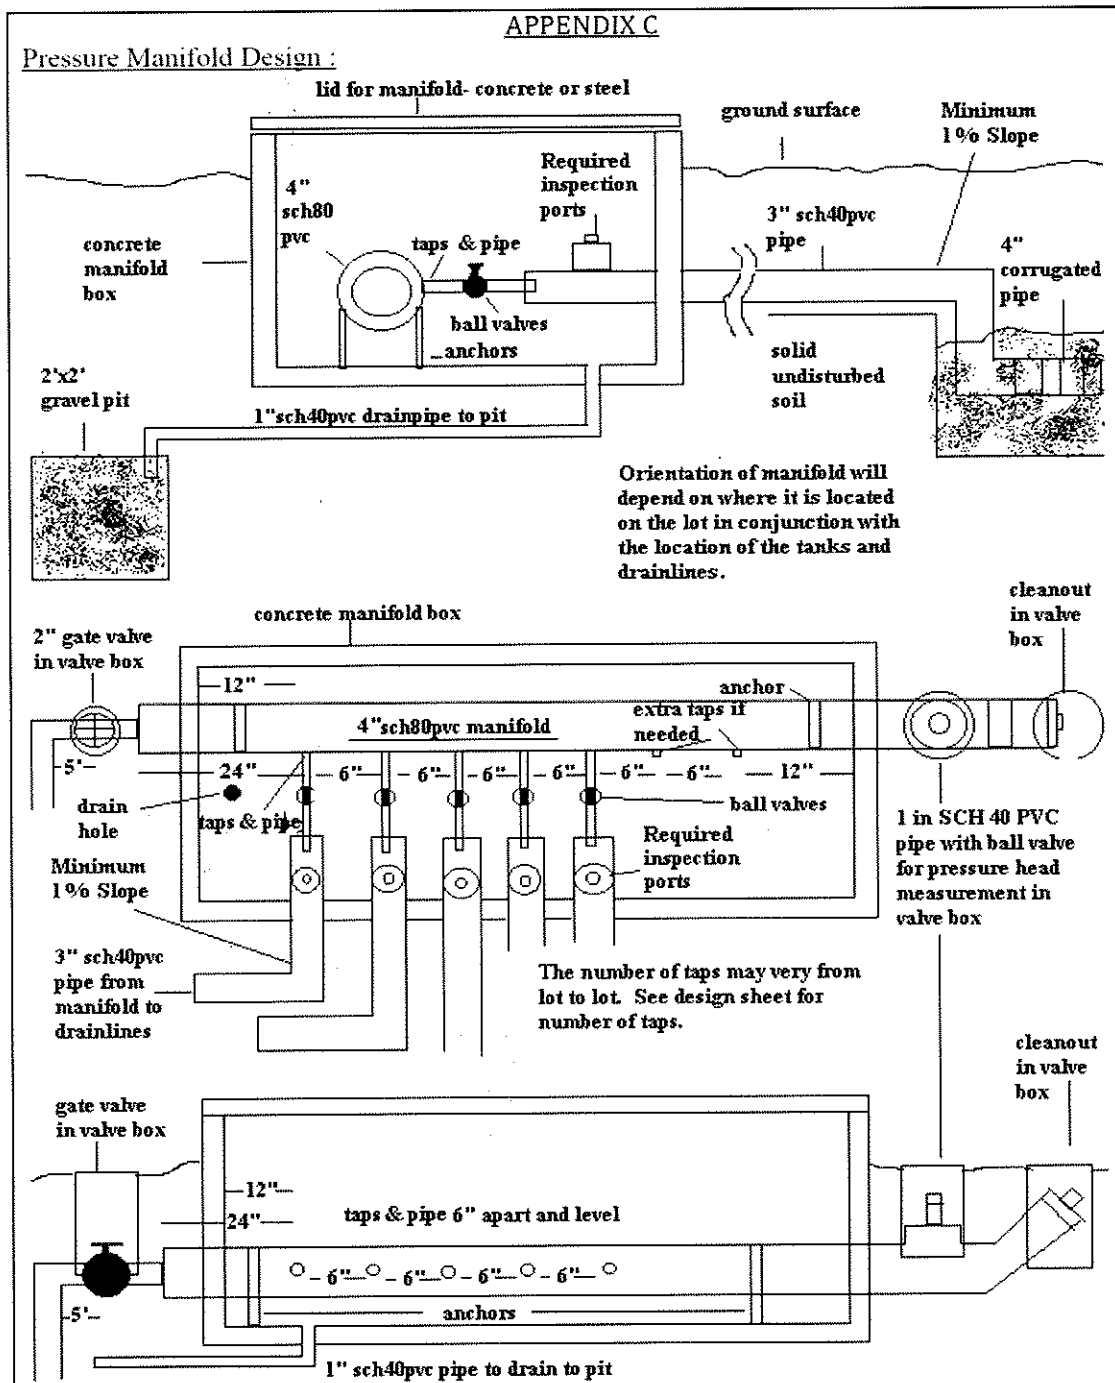 APPENDIX C
Pressure Manifold Design :
lid for manifold- concrete or steel
ground surface
Minimum
1% Slope
4"
sch80
pvc
Required
inspection
ports
3" sch40pvc
pipe
concrete
manifold
box
taps & pipe
4"
corrugated
pipe
ball valves
anchors
solid
undisturbed
soil
2'x2'
gravel pit
1"sch40pvc drainpipe to pit
Orientation of manifold will
depend on where it is located
on the lot in conjunction with
the location of the tanks and
drainlines.
concrete manifold box
cleanout
in valve
box
2" gate valve
in valve box
12"
anchor
extra taps if
needed
4"sch80pvc manifold
5'
24"
6"
6"
6"
6"
6"
6"
12"
drain
hole
taps & pipe
ball valves
Minimum
1% Slope
Required
inspection
ports
1 in SCH 40 PVC
pipe with ball valve
for pressure head
measurement in
valve box
3" sch40pvc
pipe from
manifold to
drainlines
The number of taps may very from
lot to lot. See design sheet for
number of taps.
cleanout
in valve
box
gate valve
in valve box
12"
24"
taps & pipe 6" apart and level
6"
6"
6"
6"
5'
anchors
1" sch40pvc pipe to drain to pit